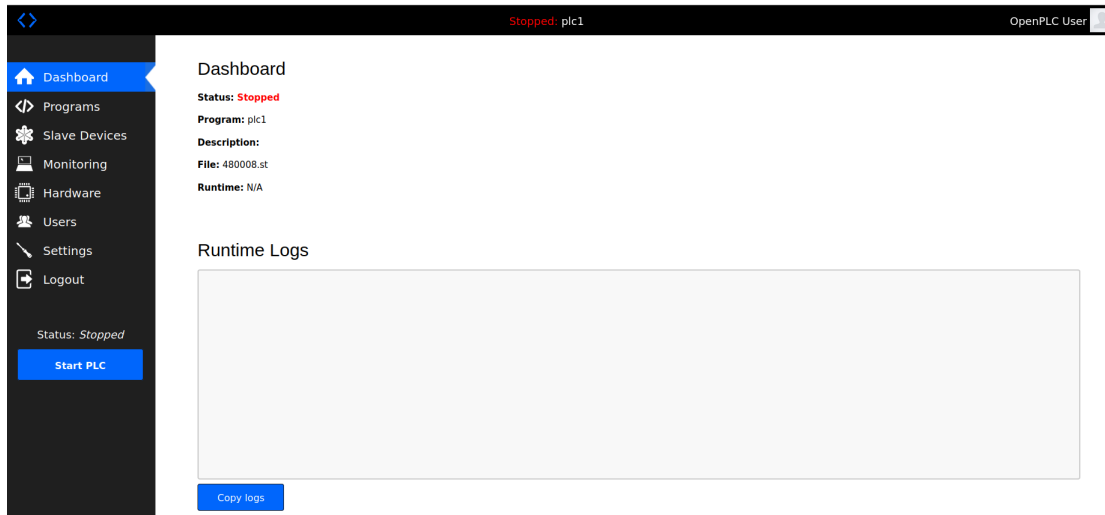 Stopped: plc1
OpenPLC User
Dashboard
Programs
Slave Devices
Monitoring
Hardware
Users
Settings
Logout
Status: Stopped
Start PLC
Dashboard
Status: Stopped
Program: plc1
Description:
File: 480008.st
Runtime: N/A
Runtime Logs
Copy logs